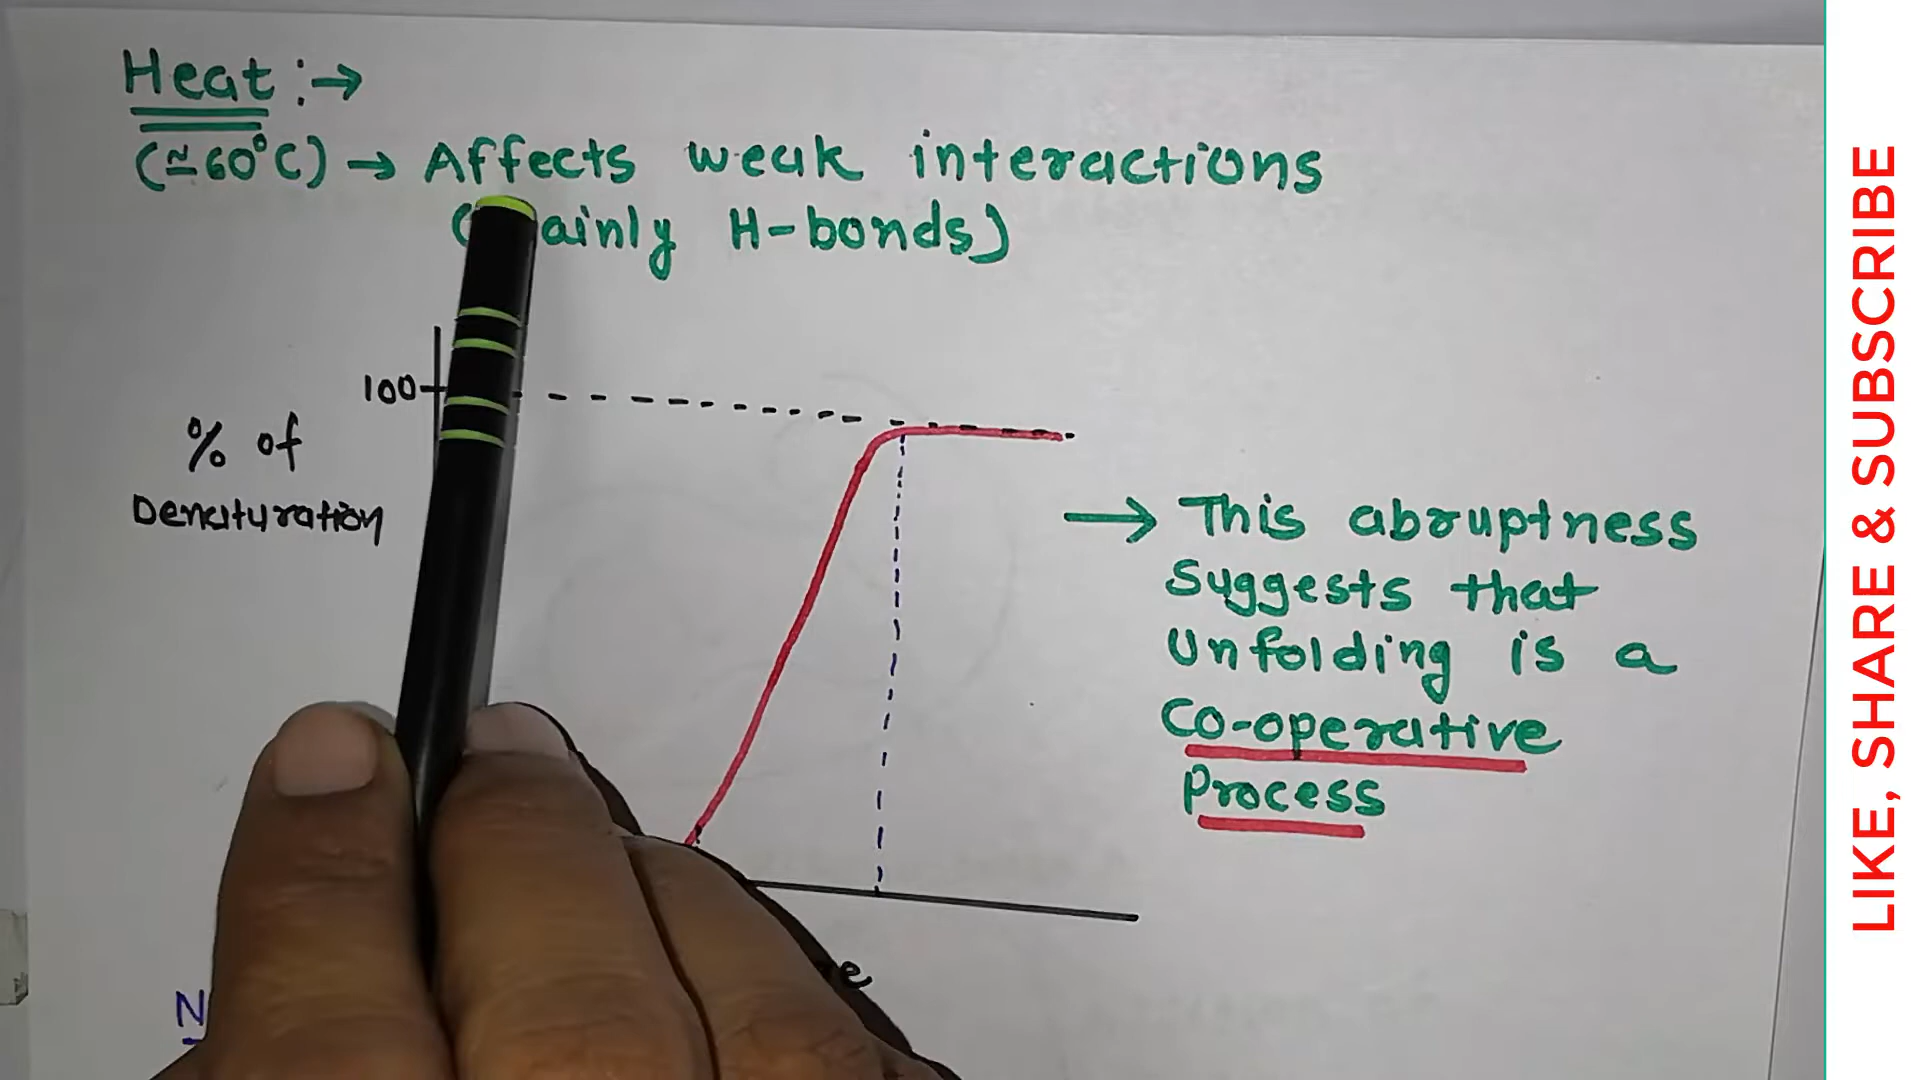 Heat :→
(≃60°C) → Affects weak interactions
ainly H-bonds)
100
% of
Denaturation
→ This abruptness
suggests that
Unfolding is a
Co-operative
Process
LIKE, SHARE & SUBSCRIBE